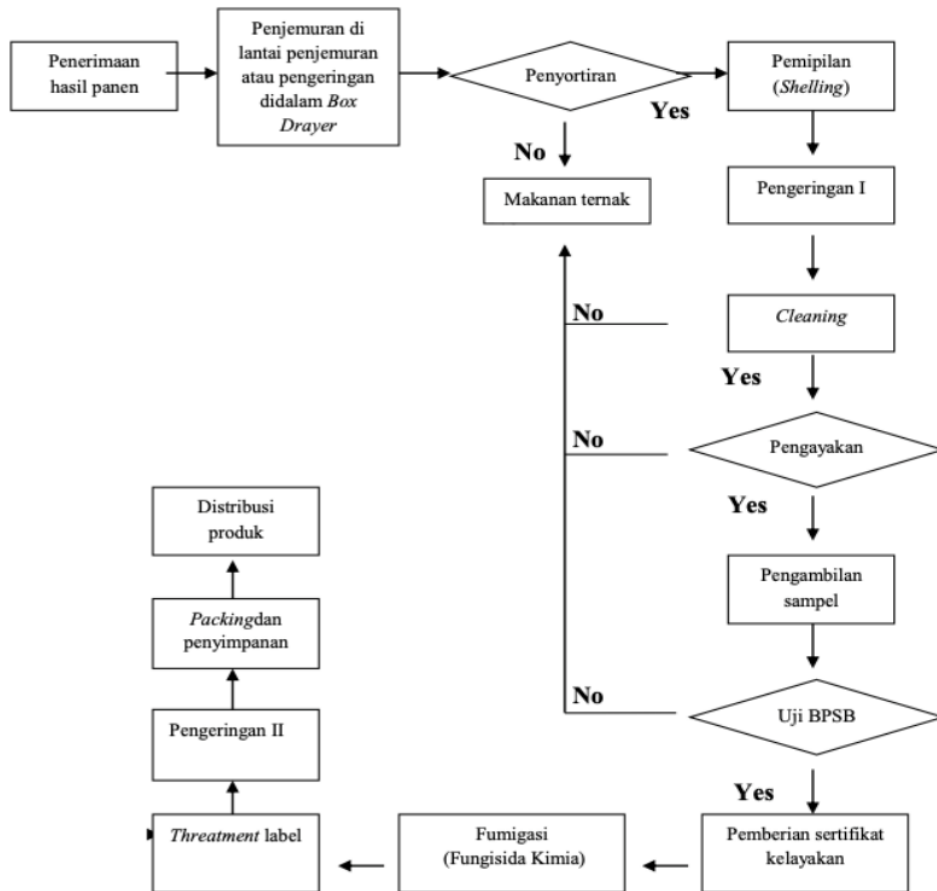 Penerimaan
hasil panen
Penjemuran di
lantai penjemuran
atau pengeringan
didalam Box
Drayer
Penyortiran
Yes
No
Pemipilan
(Shelling)
Makanan ternak
Pengeringan I
No
Cleaning
Yes
No
Pengayakan
Yes
Pengambilan
sampel
No
Uji BPSB
Yes
Pemberian sertifikat
kelayakan
Fumigasi
(Fungisida Kimia)
Threatment label
Pengeringan II
Packingdan
penyimpanan
Distribusi
produk